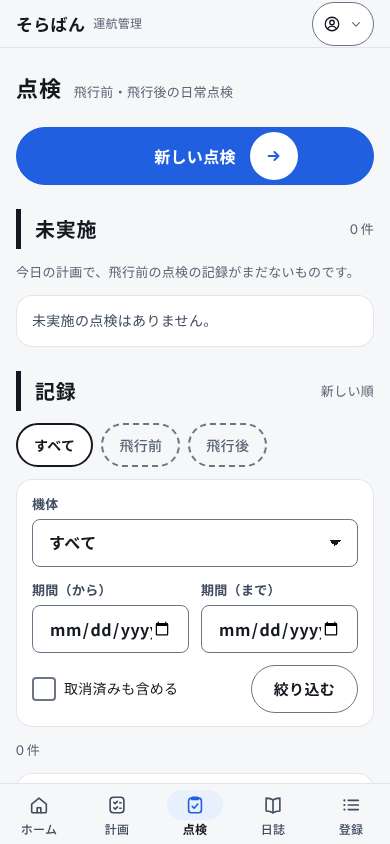 そらばん 運航管理
点検 飛行前・飛行後の日常点検
新しい点検
未実施 0 件
今日の計画で、飛行前の点検の記録がまだないものです。
未実施の点検はありません。
記録 新しい順
すべて 飛行前 飛行後
機体
すべて
期間（から） 期間（まで）
mm/dd/yyyy mm/dd/yyyy
取消済みも含める 絞り込む
0 件
ホーム 計画 点検 日誌 登録